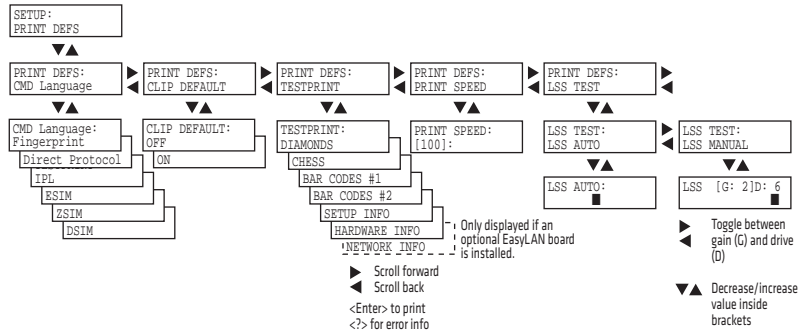 SETUP:
PRINT DEFS
PRINT DEFS:
CMD Language
PRINT DEFS:
CLIP DEFAULT
PRINT DEFS:
TESTPRINT
PRINT DEFS:
PRINT SPEED
PRINT DEFS:
LSS TEST
CMD Language:
Fingerprint
Direct Protocol
IPL
ESIM
ZSIM
DSIM
CLIP DEFAULT:
OFF
ON
TESTPRINT:
DIAMONDS
CHESS
BAR CODES #1
BAR CODES #2
SETUP INFO
HARDWARE INFO
NETWORK INFO
Only displayed if an
optional EasyLAN board
is installed.
Scroll forward
Scroll back
<Enter> to print
<?> for error info
PRINT SPEED:
[100]:
LSS TEST:
LSS AUTO
LSS TEST:
LSS MANUAL
LSS AUTO:
LSS [G: 2]D: 6
Toggle between
gain (G) and drive
(D)
Decrease/increase
value inside
brackets